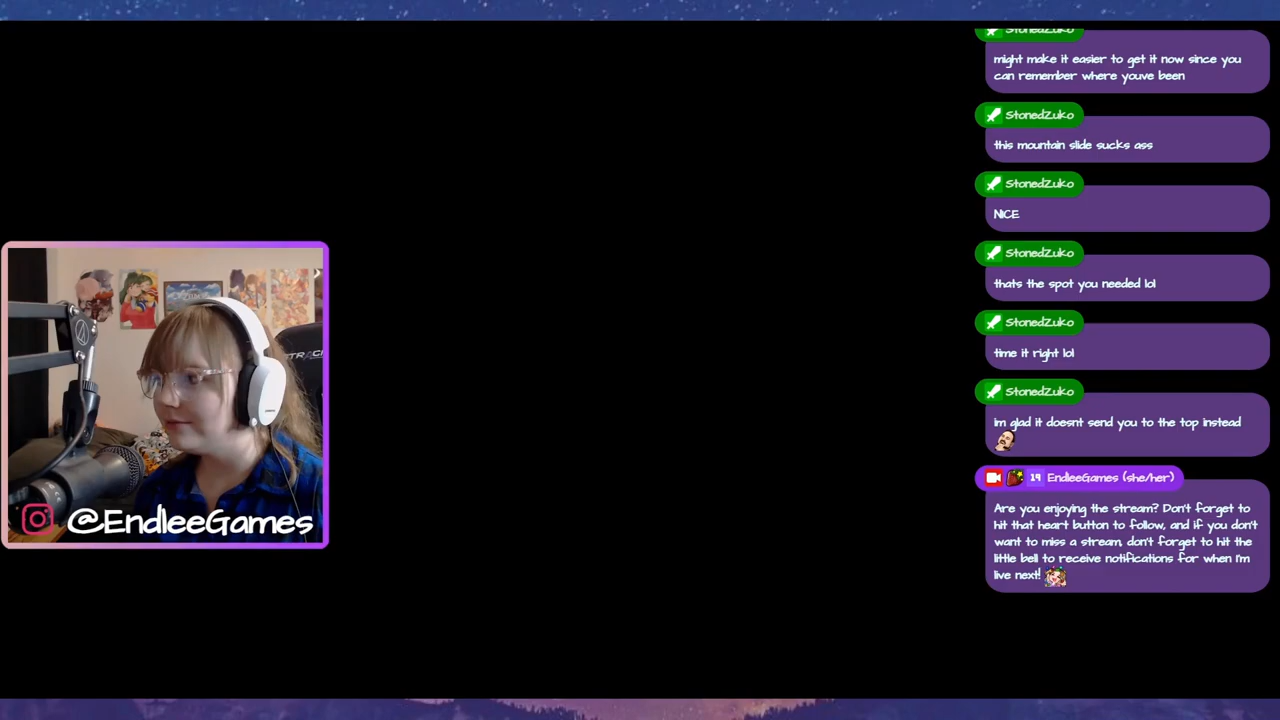 StonedZuko
might make it easier to get it now since you
can remember where youve been
StonedZuko
this mountain slide sucks ass
StonedZuko
NICE
StonedZuko
thats the spot you needed lol
StonedZuko
time it right lol
StonedZuko
im glad it doesnt send you to the top instead
19 EndleeGames (she/her)
Are you enjoying the stream? Don't forget to
hit that heart button to follow, and if you don't
want to miss a stream, don't forget to hit the
little bell to receive notifications for when I'm
live next!
TRAC
@EndleeGames